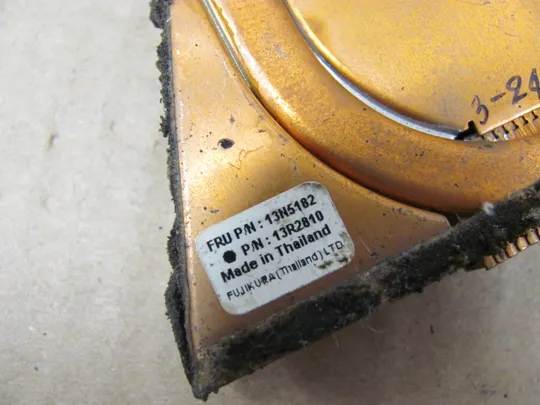 3-24
FRU P/N : 13N5182
● P/N : 13R2810
Made in Thailand
FUJIKURA (Thailand) LTD